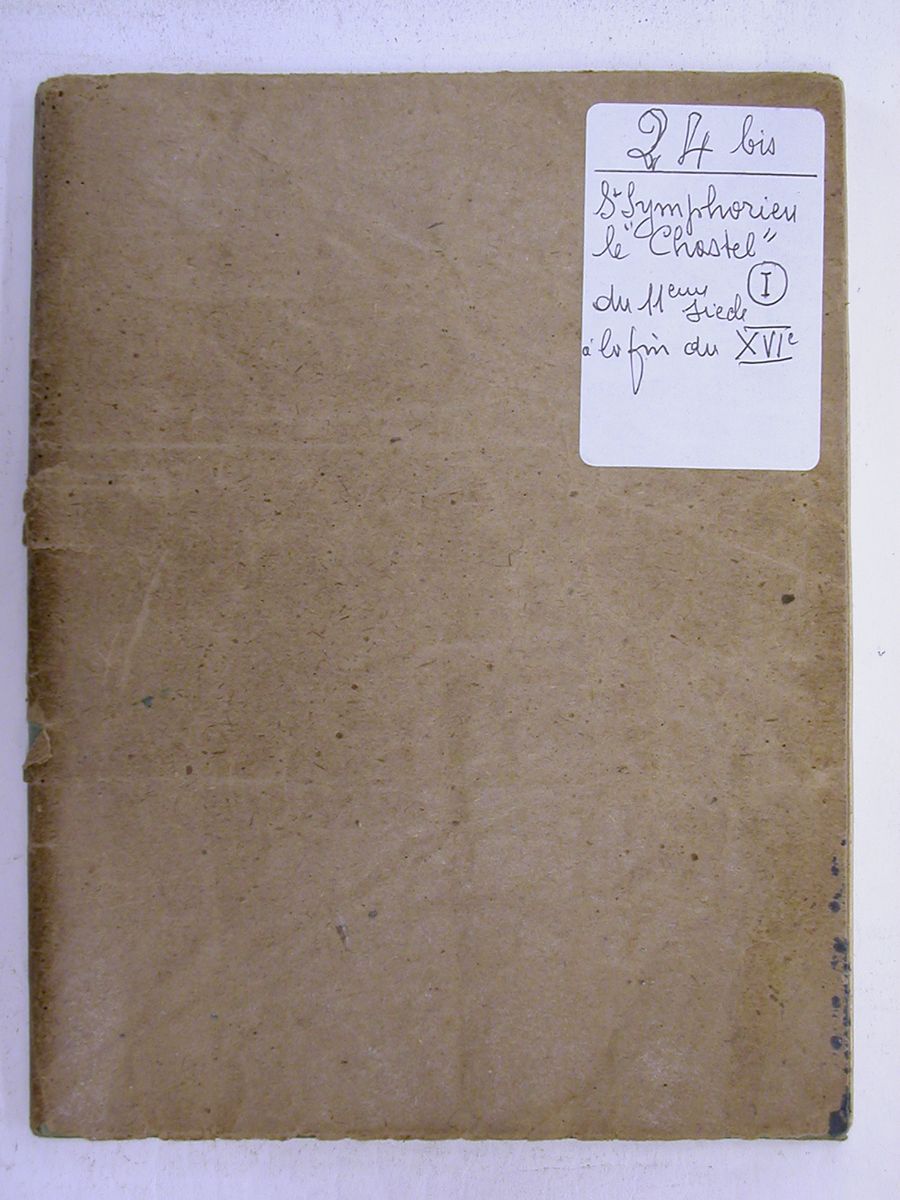 24 bis
St Symphorien
le "Chastel"
I
du 11eme siecle
à la fin du XVIe